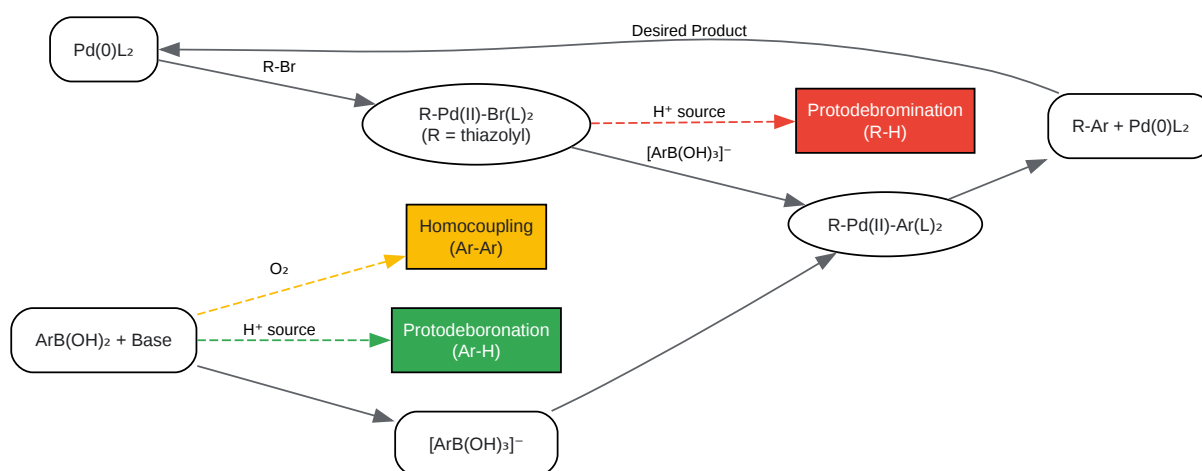 Desired Product
Pd(0)L₂
R-Br
R-Pd(II)-Br(L)₂
(R = thiazolyl)
H⁺ source
Protodebromination
(R-H)
R-Ar + Pd(0)L₂
[ArB(OH)₃]⁻
R-Pd(II)-Ar(L)₂
Homocoupling
(Ar-Ar)
O₂
ArB(OH)₂ + Base
H⁺ source
Protodeboronation
(Ar-H)
[ArB(OH)₃]⁻